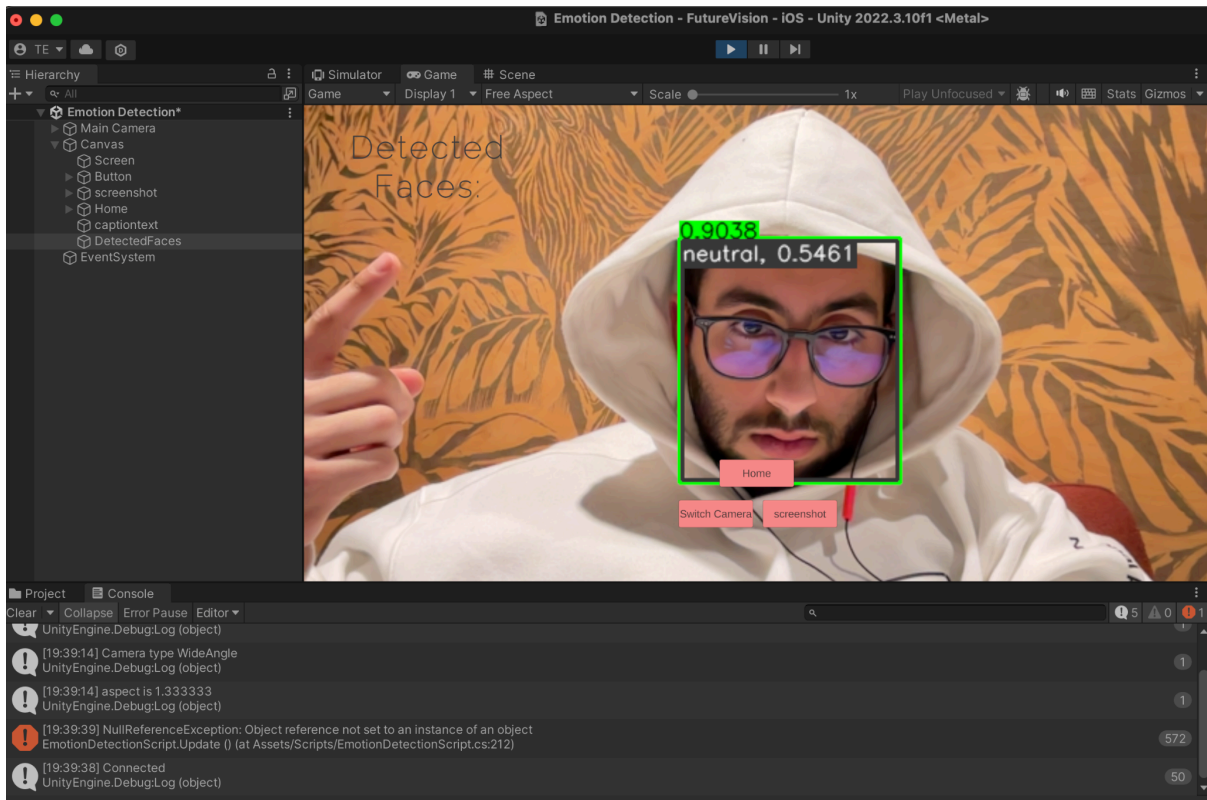 Emotion Detection - FutureVision - iOS - Unity 2022.3.10f1 <Metal>
TE
Hierarchy
Simulator
Game
Scene
All
Game
Display 1
Free Aspect
Scale
1x
Play Unfocused
Stats
Gizmos
Emotion Detection*
Main Camera
Canvas
Screen
Button
screenshot
Home
captiontext
DetectedFaces
EventSystem
Detected
Faces:
0.9038
neutral, 0.5461
Home
Switch Camera
screenshot
Project
Console
Clear
Collapse
Error Pause
Editor
5
0
1
UnityEngine.Debug:Log (object)
1
[19:39:14] Camera type WideAngle
UnityEngine.Debug:Log (object)
1
[19:39:14] aspect is 1.333333
UnityEngine.Debug:Log (object)
1
[19:39:39] NullReferenceException: Object reference not set to an instance of an object
EmotionDetectionScript.Update () (at Assets/Scripts/EmotionDetectionScript.cs:212)
572
[19:39:38] Connected
UnityEngine.Debug:Log (object)
50